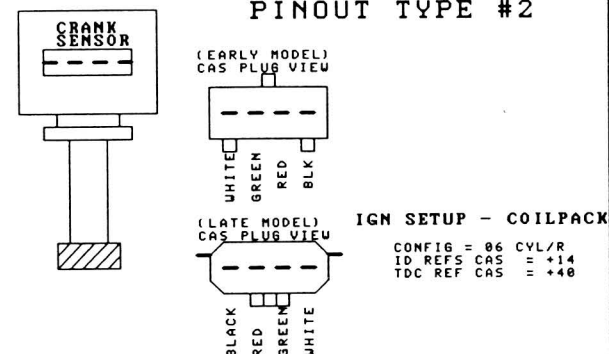 PINOUT TYPE #2
CRANK
SENSOR
(EARLY MODEL)
CAS PLUG VIEW
WHITE
GREEN
RED
BLK
(LATE MODEL)
CAS PLUG VIEW
BLACK
RED
GREEN
WHITE
IGN SETUP - COILPACK
CONFIG = 06 CYL/R
ID REFS CAS = +14
TDC REF CAS = +40